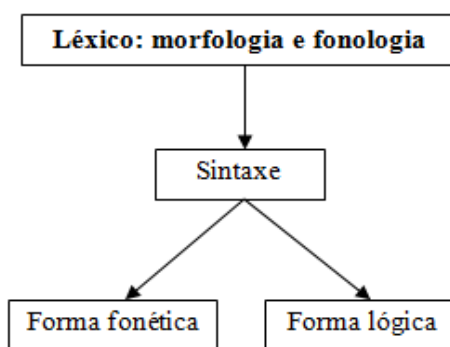 Léxico: morfologia e fonologia
Sintaxe
Forma fonética
Forma lógica